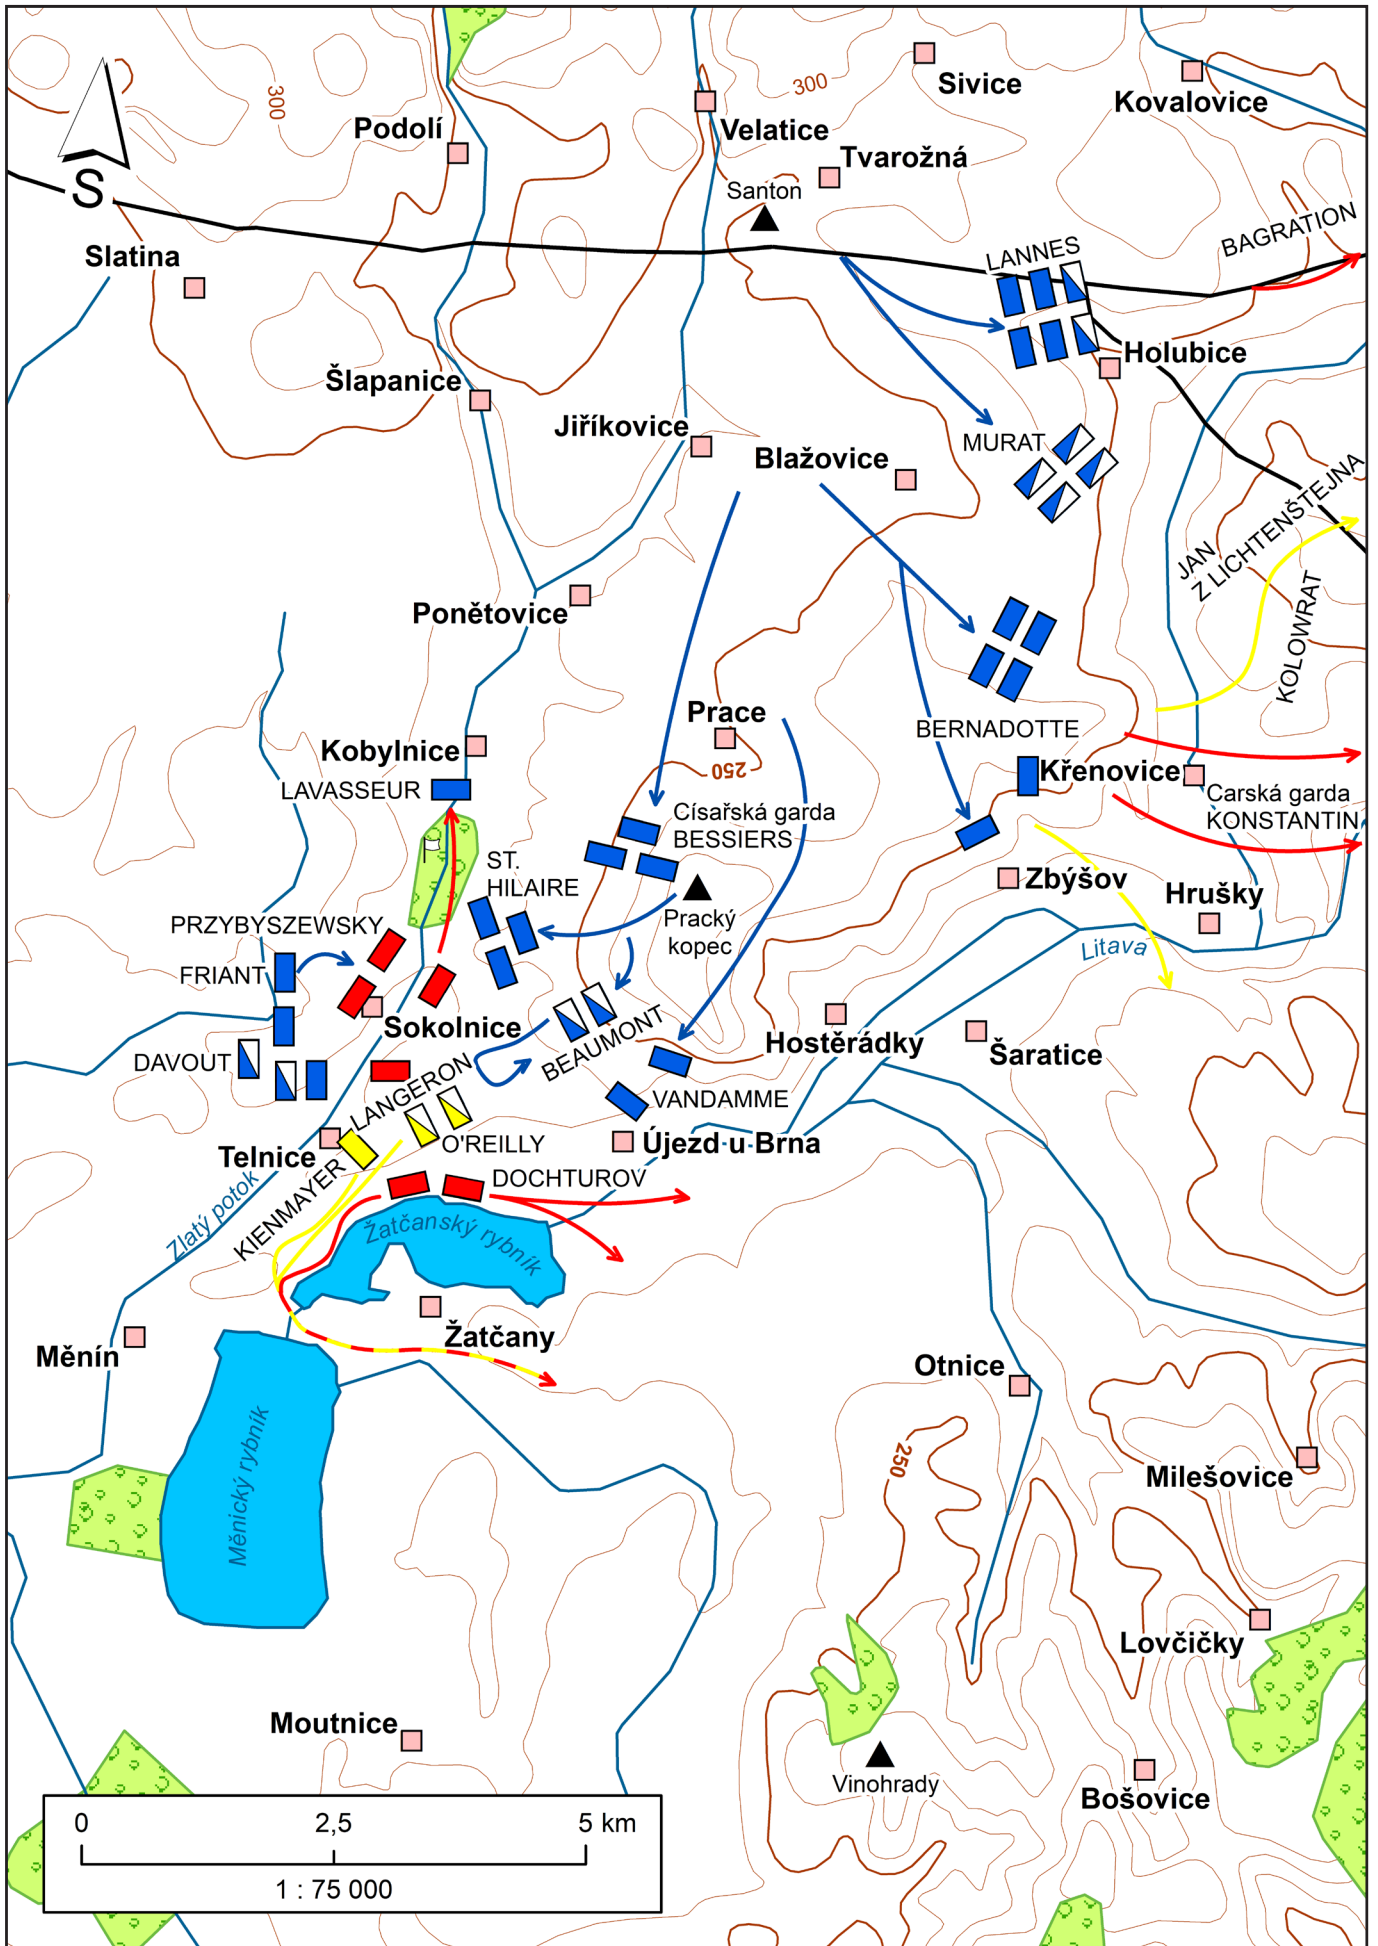 Sivice
300
300
Kovalovice
Podolí
Velatice
Tvarožná
Santon
S
BAGRATION
Slatina
LANNES
Holubice
Šlapanice
Jiříkovice
MURAT
Blažovice
JAN
Z LICHTENŠTEJNA
KOLOWRAT
Ponětovice
Prace
BERNADOTTE
Kobylnice
250
Křenovice
LAVASSEUR
Císařská garda
BESSIERS
Carská garda
KONSTANTIN
ST.
HILAIRE
Zbýšov
Hrušky
PRZYBYSZEWSKY
Pracký
kopec
Litava
FRIANT
Sokolnice
Hostěrádky
Šaratice
DAVOUT
BEAUMONT
LANGERON
VANDAMME
O'REILLY
Újezd u Brna
Telnice
KIENMAYER
DOCHTUROV
Zlatý potok
Žatčanský rybník
Žatčany
Měnín
Otnice
Měnický rybník
250
Milešovice
Lovčičky
Moutnice
Vinohrady
Bošovice
0 2,5 5 km
1 : 75 000